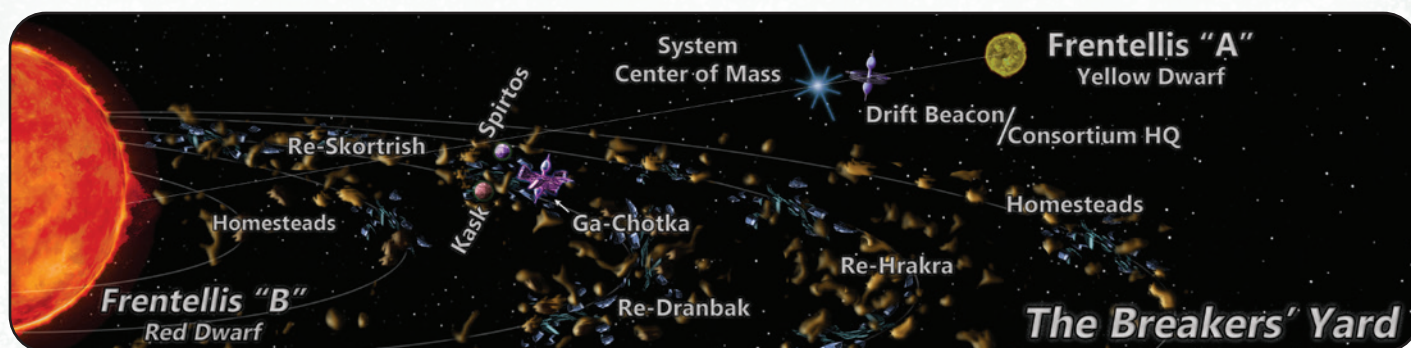 System
Center of Mass
Frentellis “A”
Yellow Dwarf
Drift Beacon/
Consortium HQ
Re-Skortrish
Spirtos
Homesteads
Kask
Ga-Chotka
Homesteads
Re-Hrakra
Frentellis “B”
Red Dwarf
Re-Dranbak
The Breakers’ Yard